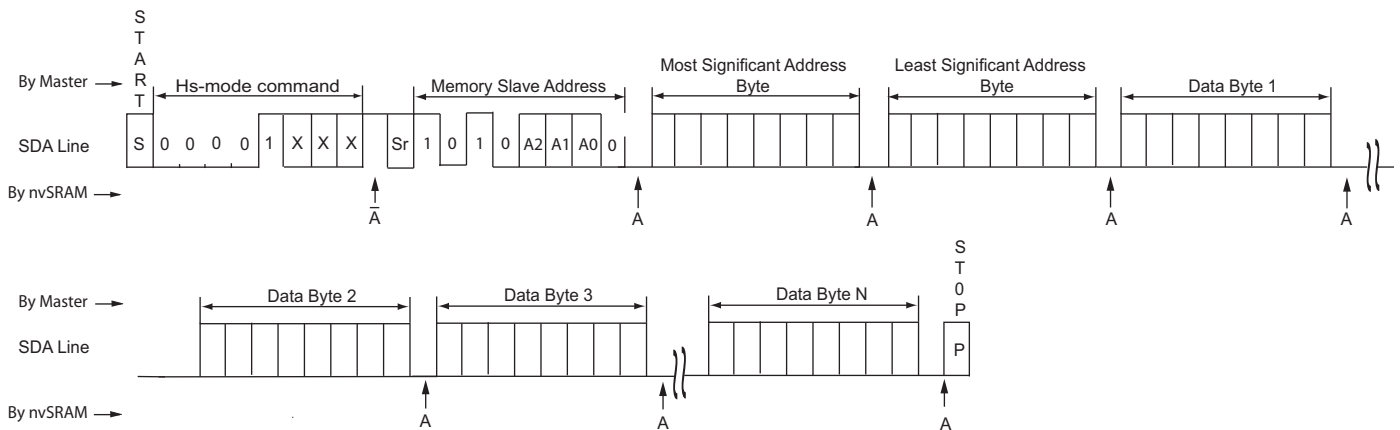 START
By Master
Hs-mode command
Memory Slave Address
Most Significant Address
Byte
Least Significant Address
Byte
Data Byte 1
SDA Line
S 0 0 0 0 1 X X X Sr 1 0 1 0 A2 A1 A0 0
By nvSRAM
A̅
A
A
A
A
ST0P
By Master
Data Byte 2
Data Byte 3
Data Byte N
SDA Line
P
By nvSRAM
A
A
A